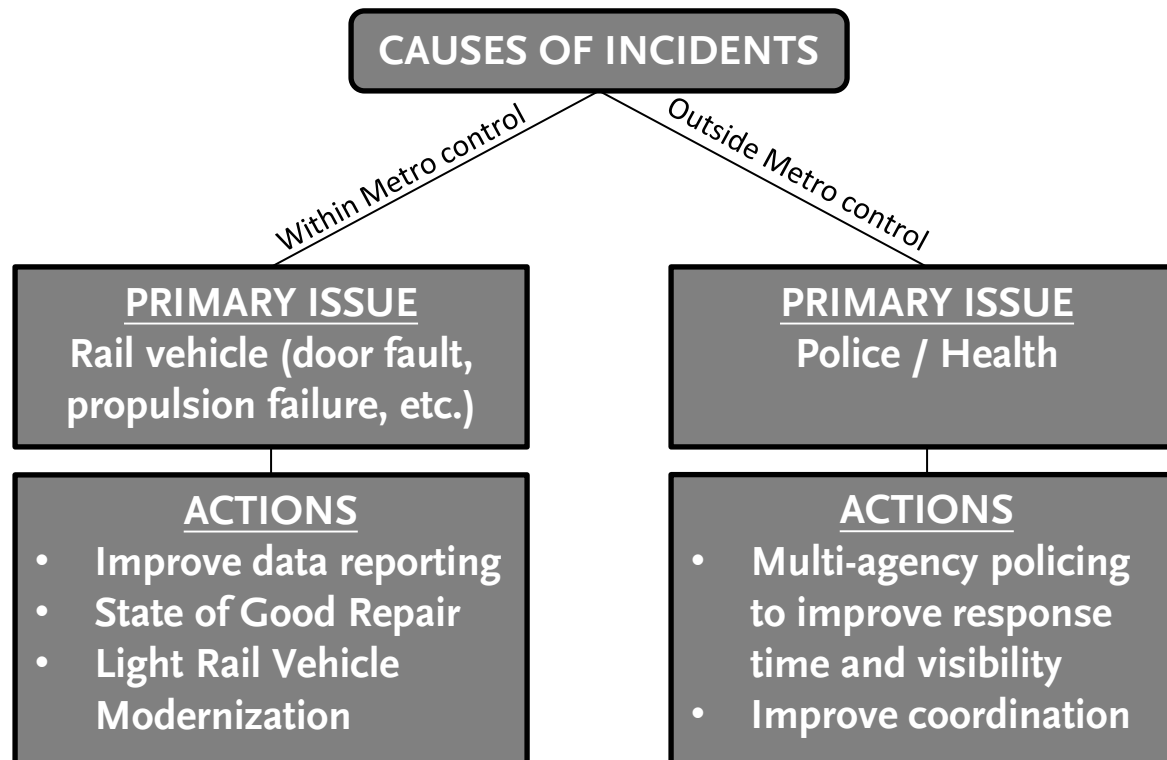 CAUSES OF INCIDENTS
Within Metro control
Outside Metro control
PRIMARY ISSUE
Rail vehicle (door fault,
propulsion failure, etc.)
PRIMARY ISSUE
Police / Health
ACTIONS
• Improve data reporting
• State of Good Repair
• Light Rail Vehicle
Modernization
ACTIONS
• Multi-agency policing
to improve response
time and visibility
• Improve coordination